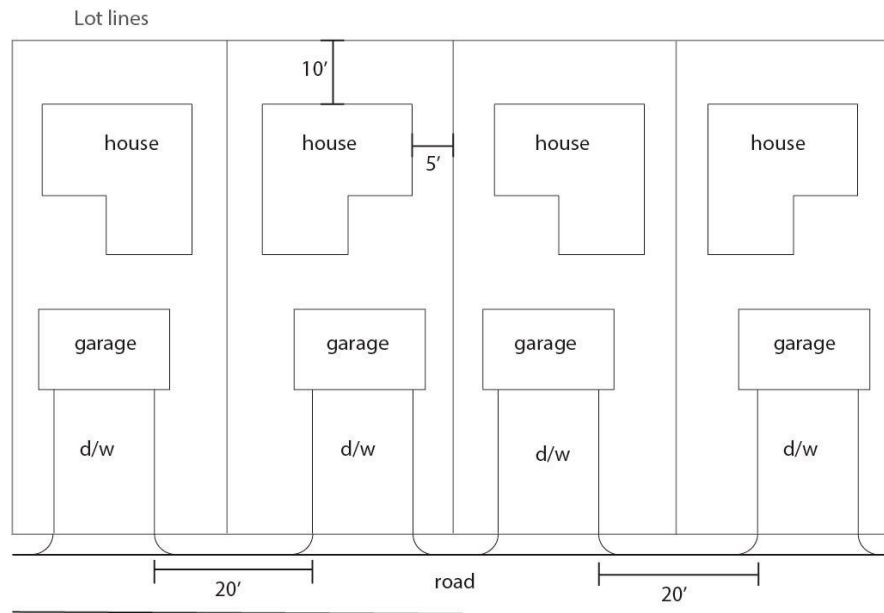 Lot lines
10’
house
house
house
house
5’
garage
garage
garage
garage
d/w
d/w
d/w
d/w
20’
road
20’